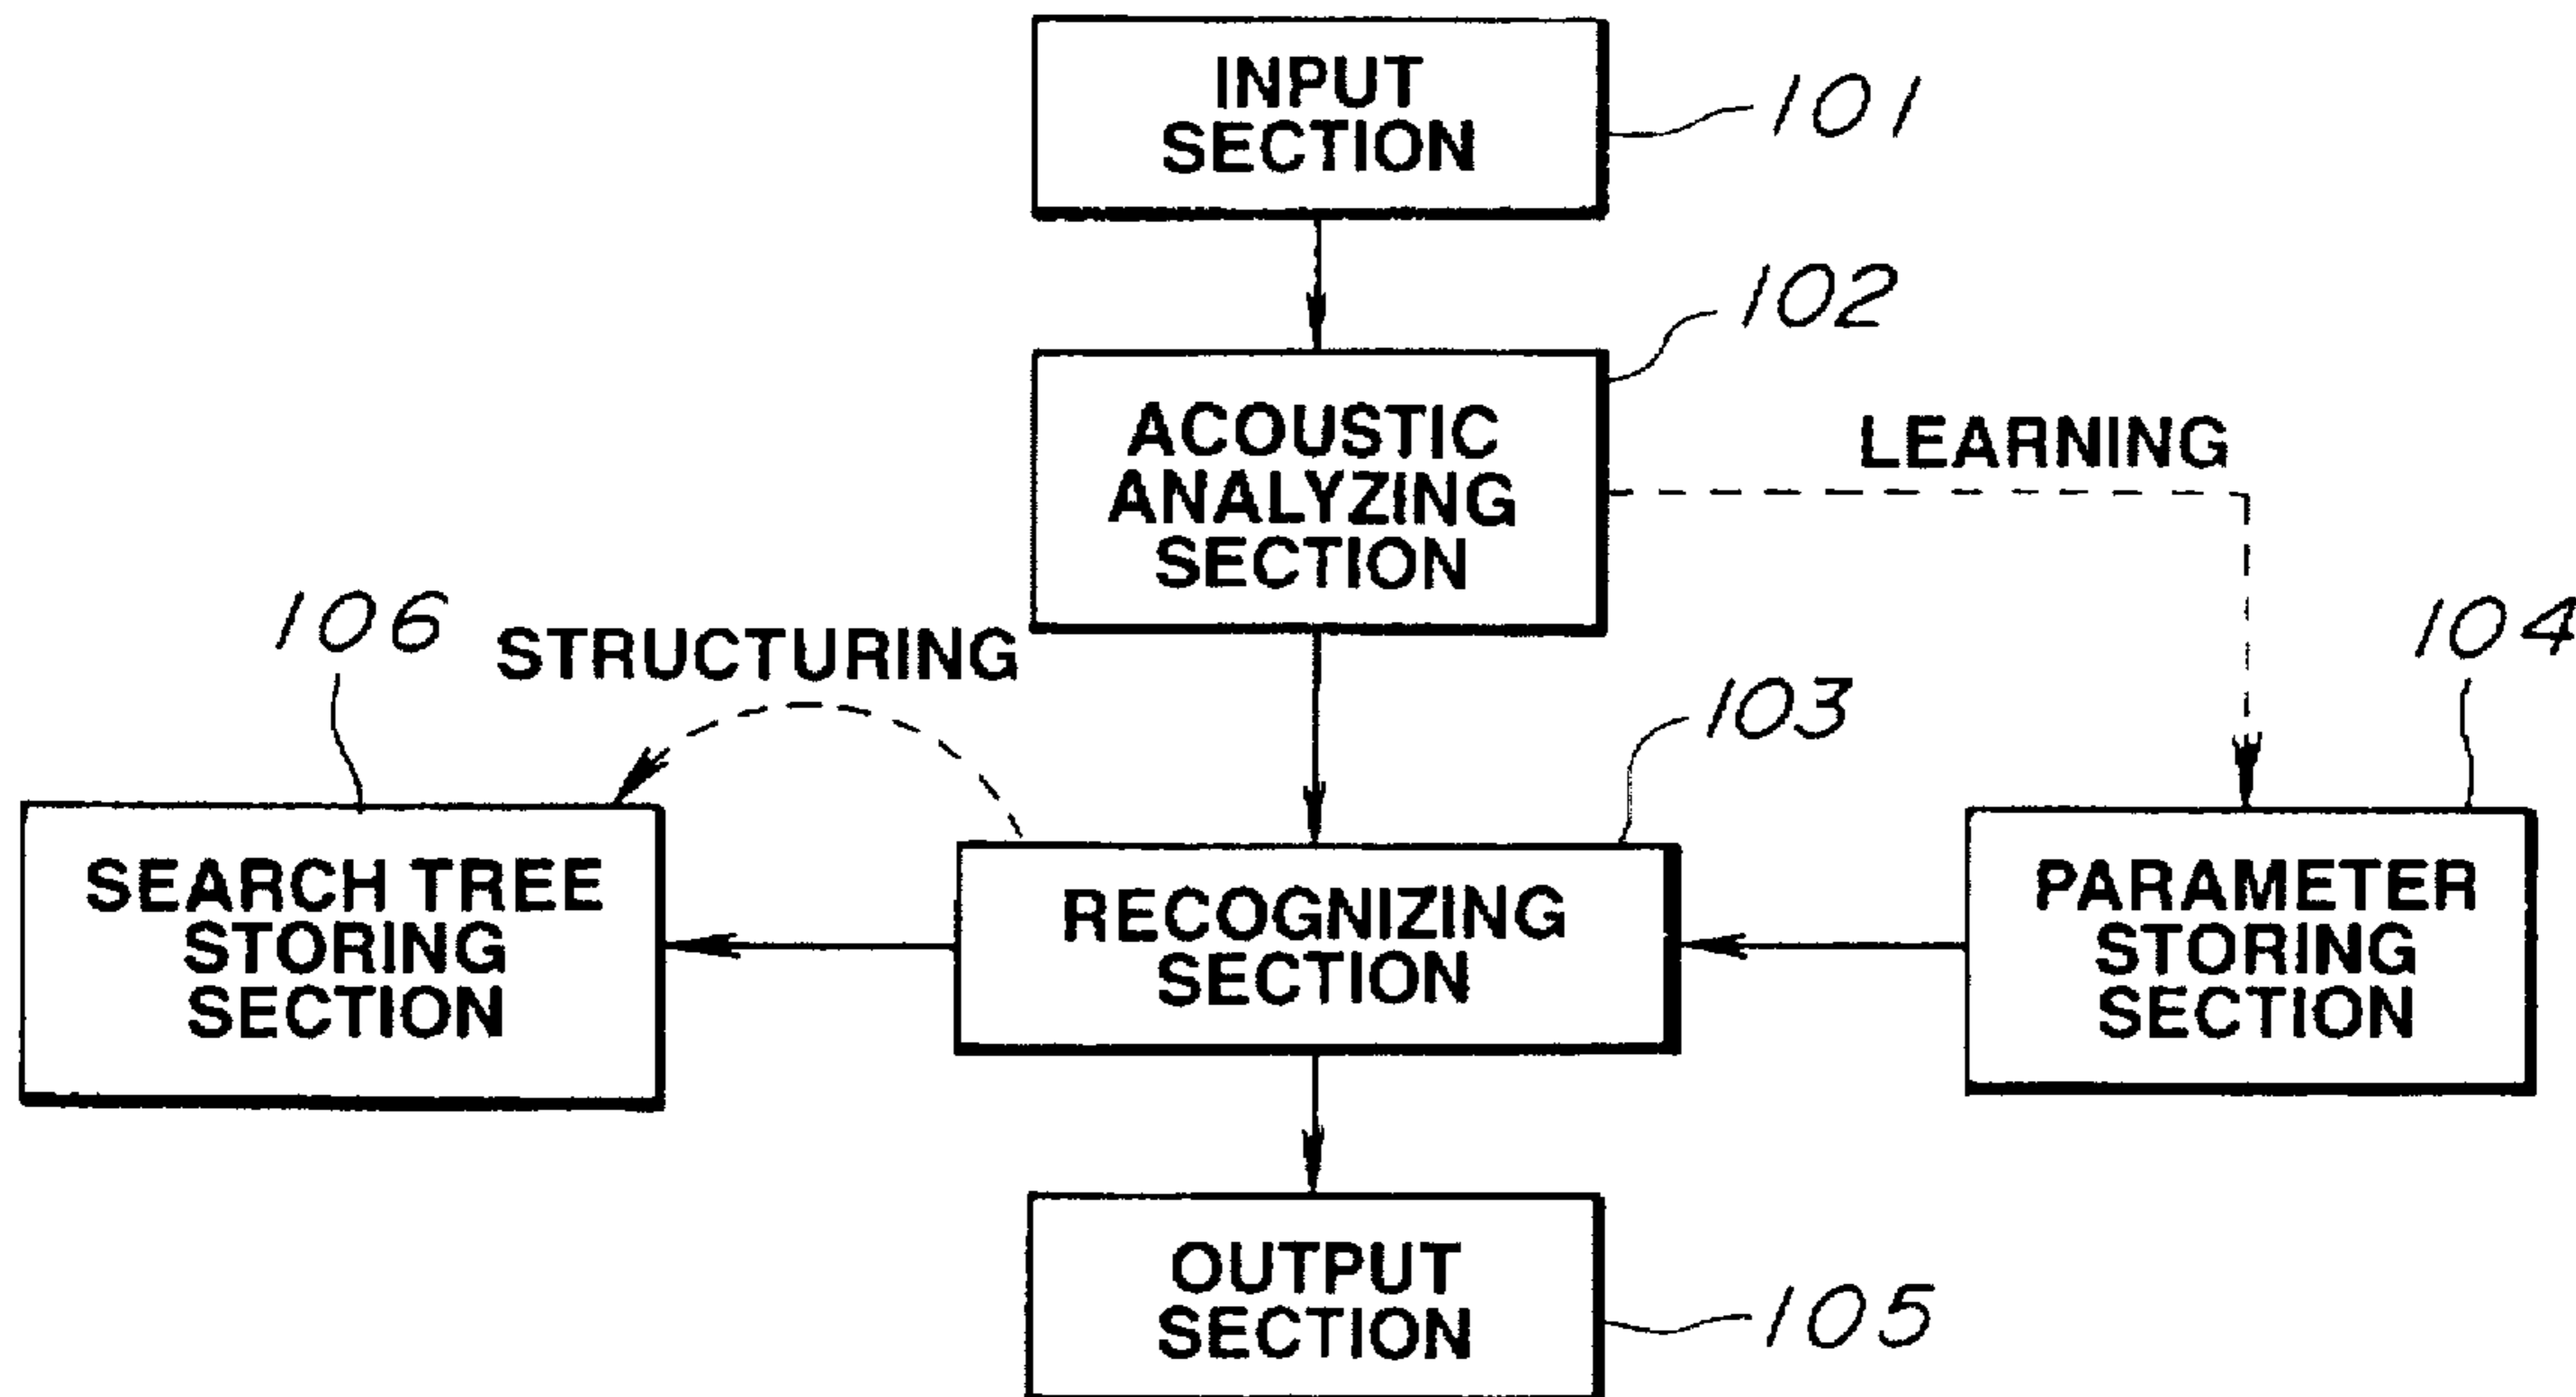 INPUT
SECTION
101
102
ACOUSTIC
ANALYZING
SECTION
LEARNING
106
STRUCTURING
104
103
SEARCH TREE
STORING
SECTION
RECOGNIZING
SECTION
PARAMETER
STORING
SECTION
OUTPUT
SECTION
105